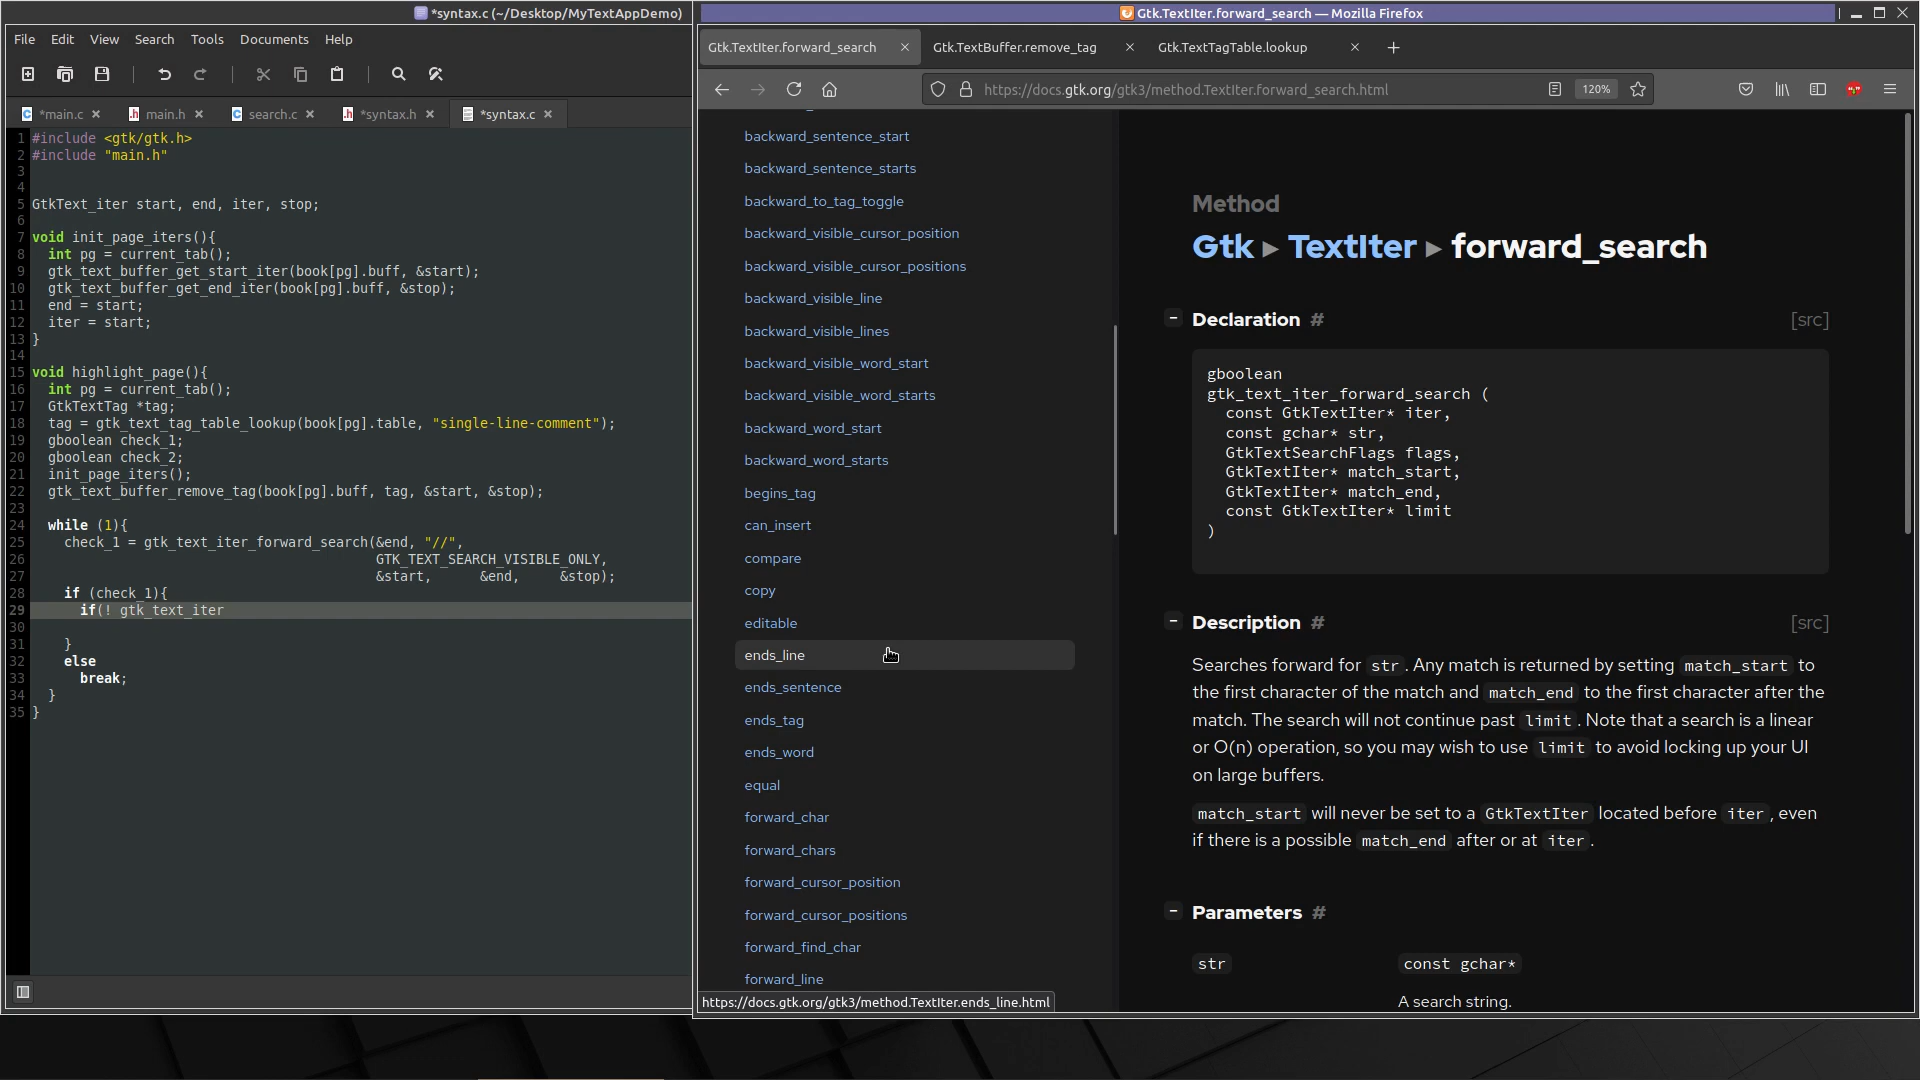 *syntax.c (~/Desktop/MyTextAppDemo)
File Edit View Search Tools Documents Help
*main.c
main.h
search.c
*syntax.h
*syntax.c
1 #include <gtk/gtk.h>
2 #include "main.h"
3
4
5 GtkText_iter start, end, iter, stop;
6
7 void init_page_iters(){
8 int pg = current_tab();
9 gtk_text_buffer_get_start_iter(book[pg].buff, &start);
10 gtk_text_buffer_get_end_iter(book[pg].buff, &stop);
11 end = start;
12 iter = start;
13 }
14
15 void highlight_page(){
16 int pg = current_tab();
17 GtkTextTag *tag;
18 tag = gtk_text_tag_table_lookup(book[pg].table, "single-line-comment");
19 gboolean check_1;
20 gboolean check_2;
21 init_page_iters();
22 gtk_text_buffer_remove_tag(book[pg].buff, tag, &start, &stop);
23
24 while (1){
25 check_1 = gtk_text_iter_forward_search(&end, "//",
26 GTK_TEXT_SEARCH_VISIBLE_ONLY,
27 &start, &end, &stop);
28 if (check_1){
29 if(! gtk_text_iter
30
31 }
32 else
33 break;
34 }
35 }
Gtk.TextIter.forward_search — Mozilla Firefox
Gtk.TextIter.forward_search
Gtk.TextBuffer.remove_tag
Gtk.TextTagTable.lookup
https://docs.gtk.org/gtk3/method.TextIter.forward_search.html
120%
backward_sentence_start
backward_sentence_starts
backward_to_tag_toggle
backward_visible_cursor_position
backward_visible_cursor_positions
backward_visible_line
backward_visible_lines
backward_visible_word_start
backward_visible_word_starts
backward_word_start
backward_word_starts
begins_tag
can_insert
compare
copy
editable
ends_line
ends_sentence
ends_tag
ends_word
equal
forward_char
forward_chars
forward_cursor_position
forward_cursor_positions
forward_find_char
forward_line
https://docs.gtk.org/gtk3/method.TextIter.ends_line.html
Method
Gtk ▸ TextIter ▸ forward_search
− Declaration # [src]
gboolean
gtk_text_iter_forward_search (
const GtkTextIter* iter,
const gchar* str,
GtkTextSearchFlags flags,
GtkTextIter* match_start,
GtkTextIter* match_end,
const GtkTextIter* limit
)
− Description # [src]
Searches forward for str. Any match is returned by setting match_start to
the first character of the match and match_end to the first character after the
match. The search will not continue past limit. Note that a search is a linear
or O(n) operation, so you may wish to use limit to avoid locking up your UI
on large buffers.
match_start will never be set to a GtkTextIter located before iter, even
if there is a possible match_end after or at iter.
− Parameters #
str const gchar*
A search string.